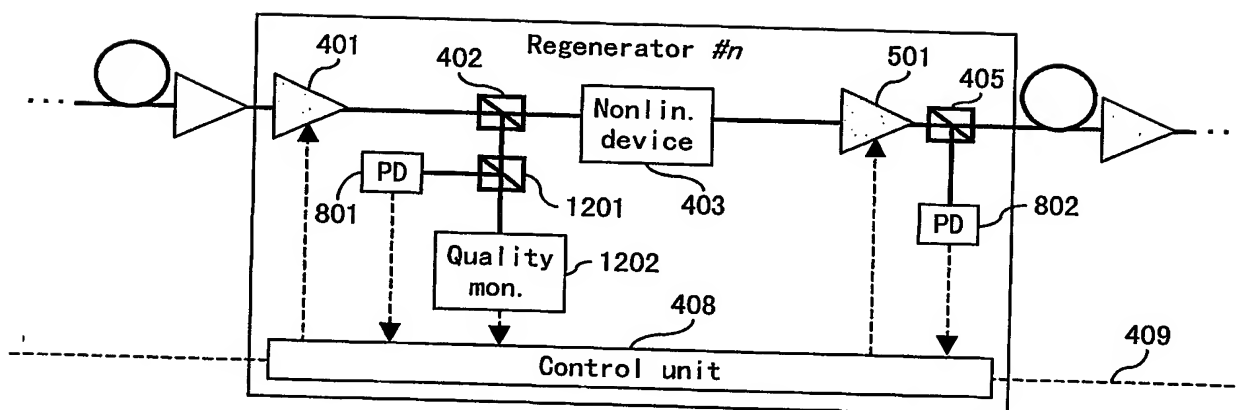 Regenerator #n
401
402
501
405
Nonlin.
device
403
PD
801
1201
PD
802
Quality
mon.
1202
408
Control unit
409